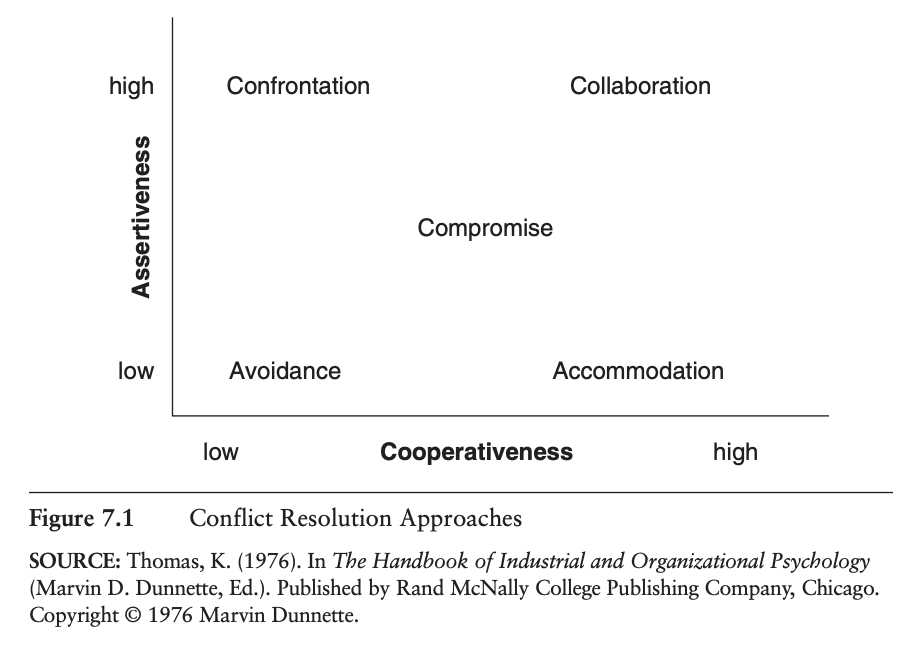 high
Confrontation
Collaboration
Assertiveness
Compromise
low
Avoidance
Accommodation
low
Cooperativeness
high
Figure 7.1 Conflict Resolution Approaches
SOURCE: Thomas, K. (1976). In The Handbook of Industrial and Organizational Psychology
(Marvin D. Dunnette, Ed.). Published by Rand McNally College Publishing Company, Chicago.
Copyright © 1976 Marvin Dunnette.